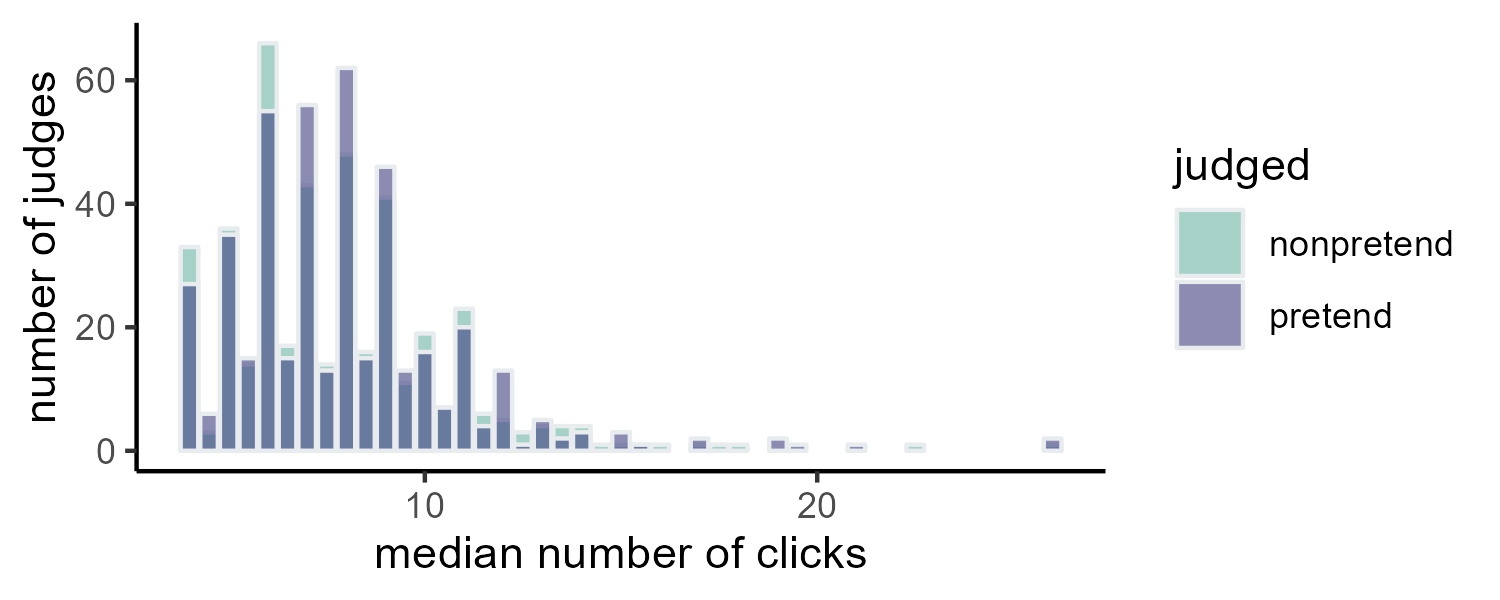 number of judges
60
40
20
0
10
20
median number of clicks
judged
nonpretend
pretend